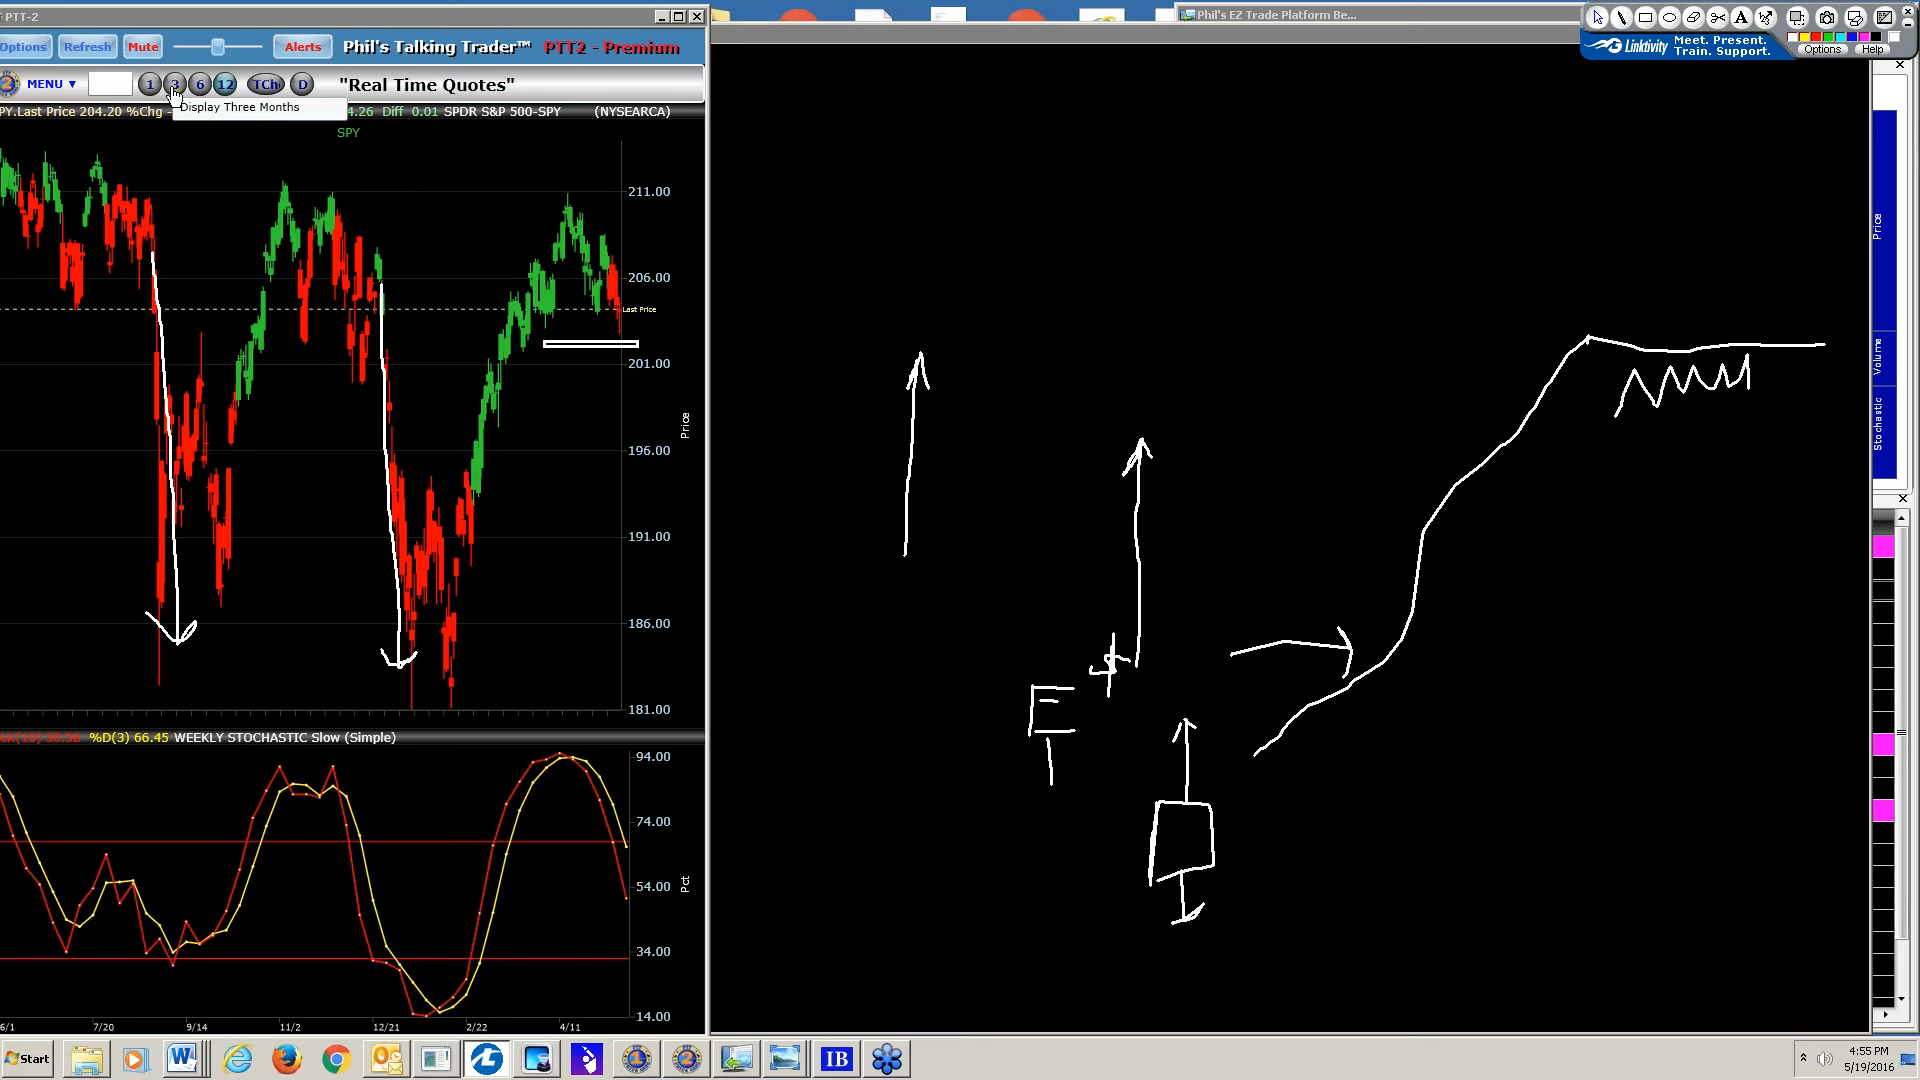 PTT-2
Phil's EZ Trade Platform Be...
Options Refresh Mute Alerts Phil's Talking Trader™ PTT2 - Premium
Linktivity Meet. Present. Train. Support.
Options Help
2 MENU ▼ 1 3 6 12 TCh D "Real Time Quotes"
Display Three Months
PY.Last Price 204.20 %Chg - 4.26 Diff 0.01 SPDR S&P 500-SPY (NYSEARCA)
SPY
211.00
206.00
Last Price
201.00
196.00
191.00
186.00
181.00
Price
Price
Volume
Stochastic
%D(3) 66.45 WEEKLY STOCHASTIC Slow (Simple)
94.00
74.00
54.00
34.00
14.00
Pct
6/1 7/20 9/14 11/2 12/21 2/22 4/11
E
Start
IB
4:55 PM
5/19/2016